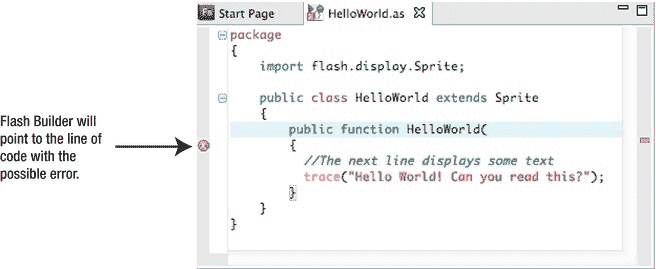 Start Page
HelloWorld.as
package
{
import flash.display.Sprite;
public class HelloWorld extends Sprite
{
public function HelloWorld(
{
//The next line displays some text
trace("Hello World! Can you read this?");
}
}
}
Flash Builder will
point to the line of
code with the
possible error.